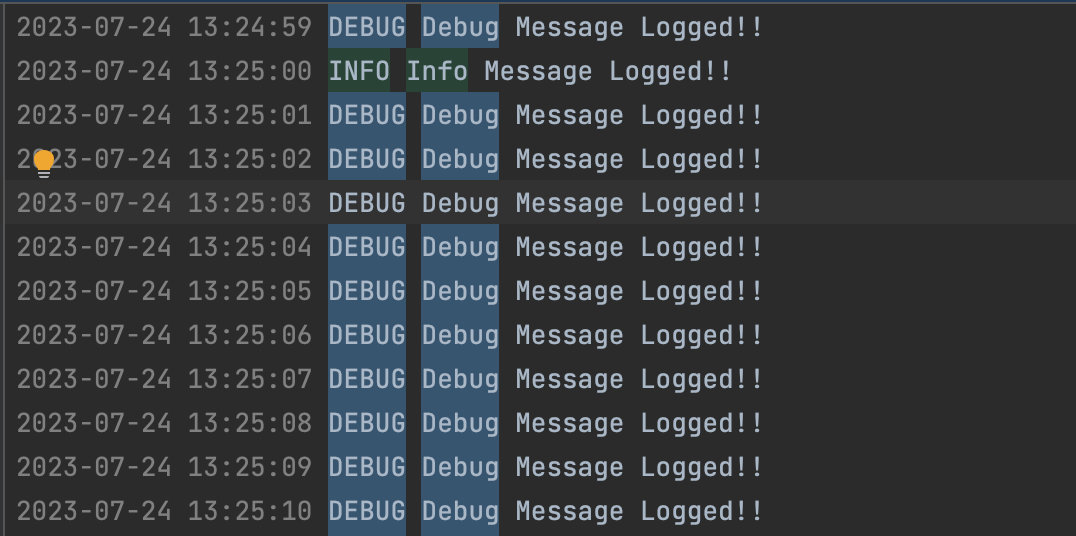 2023-07-24 13:24:59 DEBUG Debug Message Logged!!
2023-07-24 13:25:00 INFO Info Message Logged!!
2023-07-24 13:25:01 DEBUG Debug Message Logged!!
2023-07-24 13:25:02 DEBUG Debug Message Logged!!
2023-07-24 13:25:03 DEBUG Debug Message Logged!!
2023-07-24 13:25:04 DEBUG Debug Message Logged!!
2023-07-24 13:25:05 DEBUG Debug Message Logged!!
2023-07-24 13:25:06 DEBUG Debug Message Logged!!
2023-07-24 13:25:07 DEBUG Debug Message Logged!!
2023-07-24 13:25:08 DEBUG Debug Message Logged!!
2023-07-24 13:25:09 DEBUG Debug Message Logged!!
2023-07-24 13:25:10 DEBUG Debug Message Logged!!